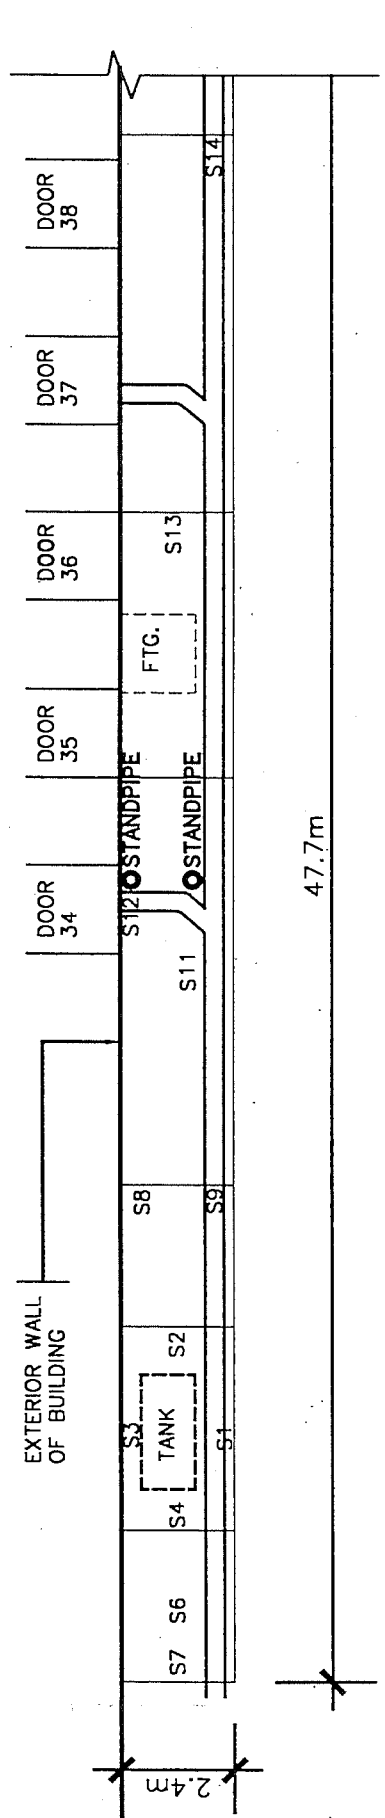 DOOR
38
DOOR
37
DOOR
36
DOOR
35
DOOR
34
S14
S13
FTG.
STANDPIPE
STANDPIPE
S12
S11
47.7m
S8
S9
EXTERIOR WALL
OF BUILDING
S2
S3
TANK
S1
S4
S6
S7
2.4m